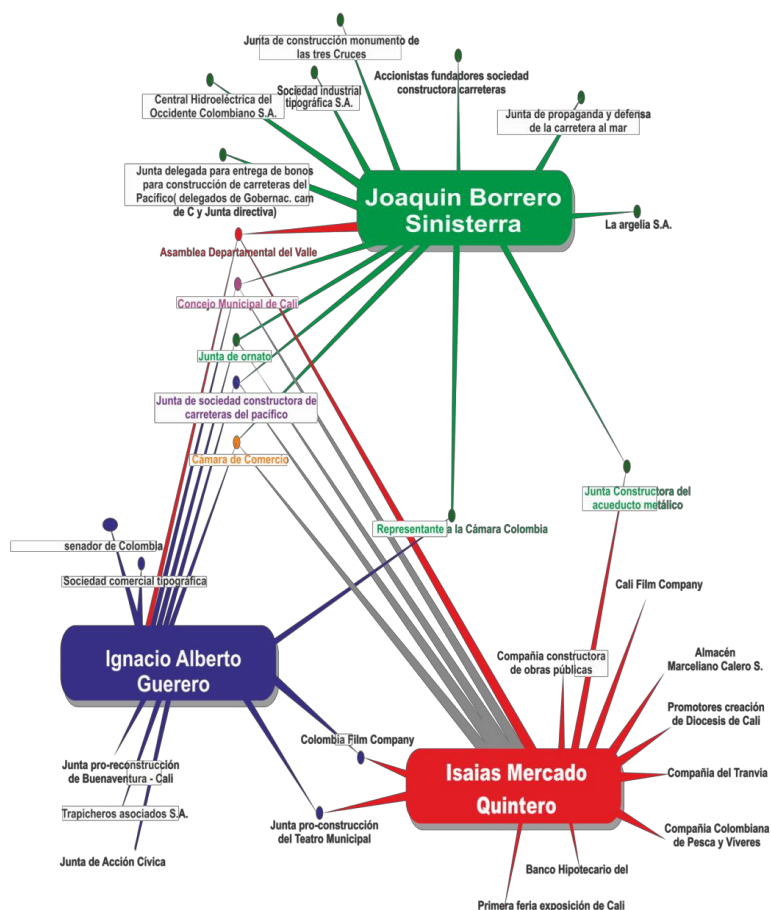 Junta de construcción monumento de
las tres Cruces
Sociedad industrial
tipográfica S.A.
Accionistas fundadores sociedad
constructora carreteras
Central Hidroeléctrica del
Occidente Colombiano S.A.
Junta de propaganda y defensa
de la carretera al mar
Junta delegada para entrega de bonos
para construcción de carreteras del
Pacifico( delegados de Gobernac. cam
de C y Junta directiva)
Joaquin Borrero
Sinisterra
La argelia S.A.
Asamblea Departamental del Valle
Concejo Municipal de Cali
Junta de ornato
Junta de sociedad constructora de
carreteras del pacífico
Cámara de Comercio
Junta Constructora del
acueducto metálico
Representante a la Cámara Colombia
senador de Colombia
Sociedad comercial tipográfica
Cali Film Company
Ignacio Alberto
Guerero
Compañia constructora
de obras públicas
Almacén
Marceliano Calero S.
Promotores creación
de Diocesis de Cali
Colombia Film Company
Junta pro-reconstrucción
de Buenaventura - Cali
Isaias Mercado
Quintero
Compañia del Tranvia
Trapicheros asociados S.A.
Junta pro-construcción
del Teatro Municipal
Compañia Colombiana
de Pesca y Viveres
Junta de Acción Cívica
Banco Hipotecario del
Primera feria exposición de Cali